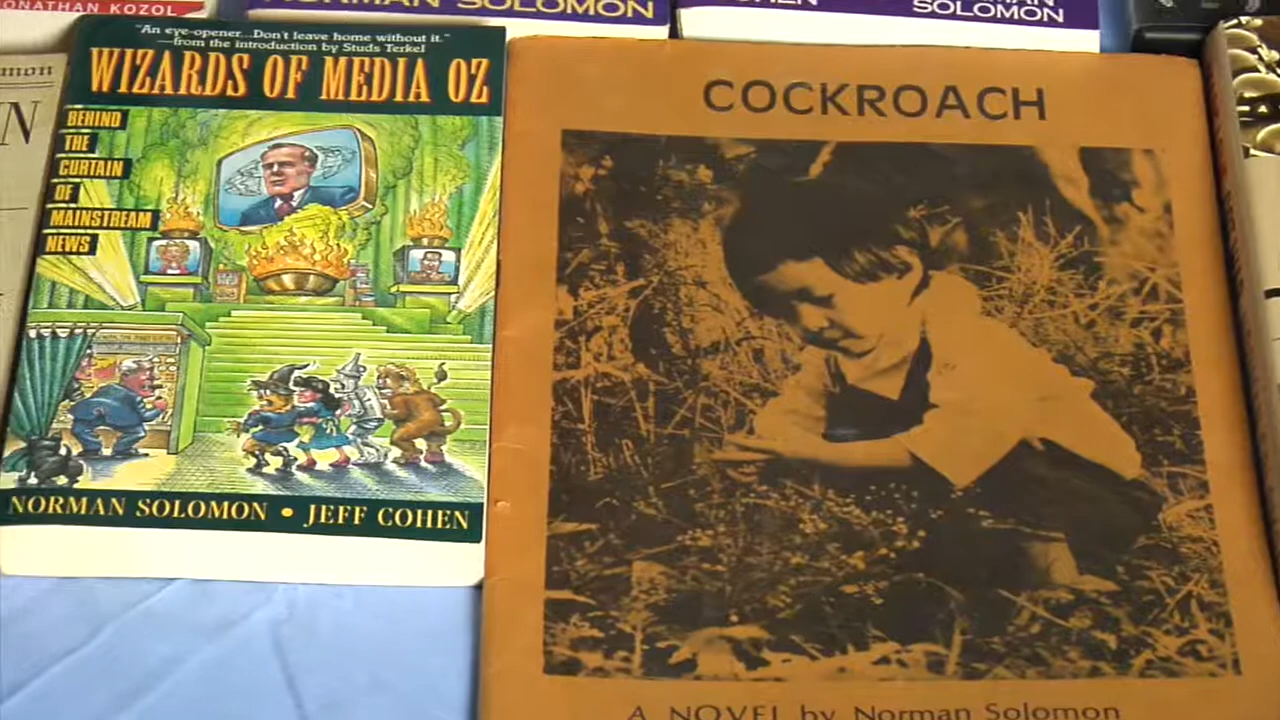 JONATHAN KOZOL
NORMAN SOLOMON
SOLOMON
"An eye-opener...Don't leave home without it."
—from the introduction by Studs Terkel
WIZARDS OF MEDIA OZ
BEHIND
THE
CURTAIN
OF
MAINSTREAM
NEWS
NORMAN SOLOMON • JEFF COHEN
COCKROACH
A NOVEL by Norman Solomon